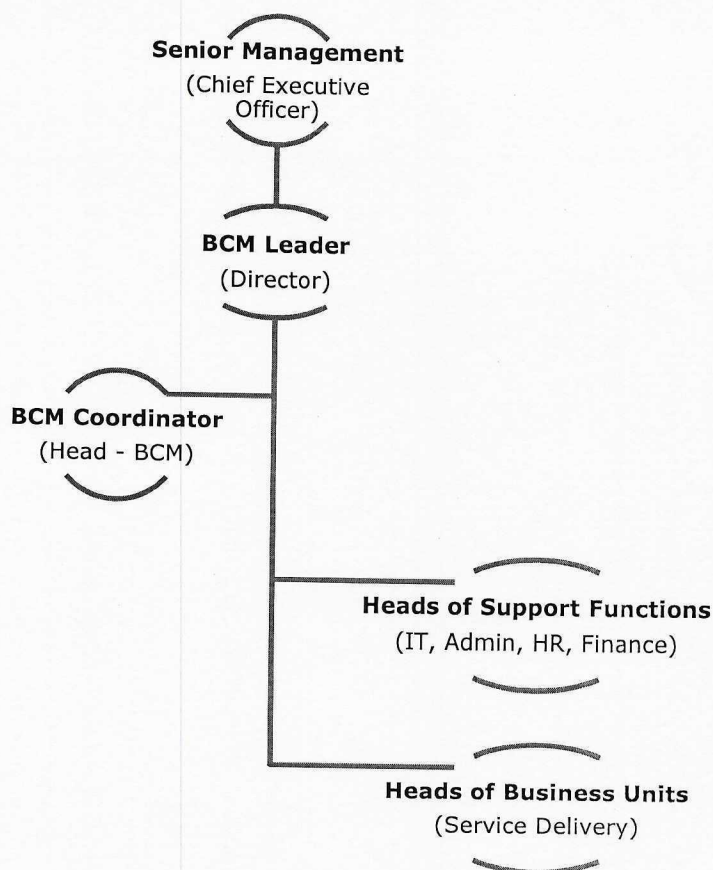 Senior Management
(Chief Executive
Officer)
BCM Leader
(Director)
BCM Coordinator
(Head - BCM)
Heads of Support Functions
(IT, Admin, HR, Finance)
Heads of Business Units
(Service Delivery)